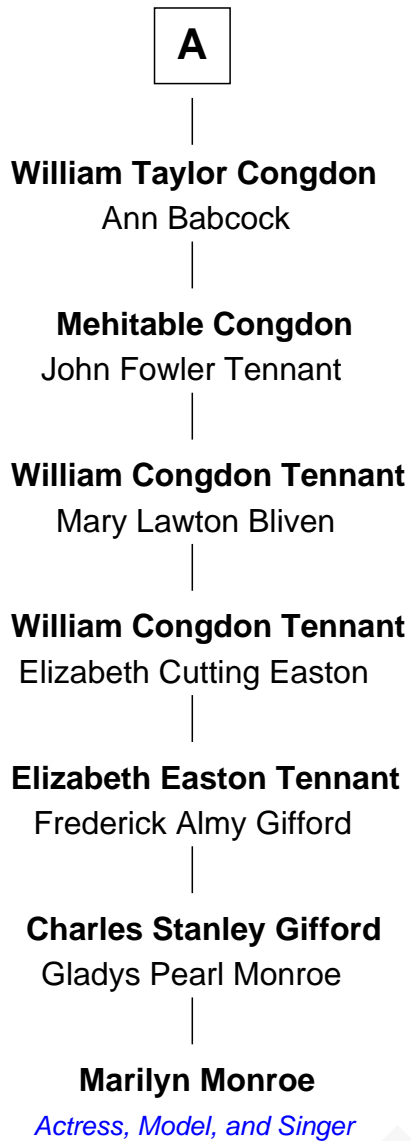 A
William Taylor Congdon
Ann Babcock
Mehitable Congdon
John Fowler Tennant
William Congdon Tennant
Mary Lawton Bliven
William Congdon Tennant
Elizabeth Cutting Easton
Elizabeth Easton Tennant
Frederick Almy Gifford
Charles Stanley Gifford
Gladys Pearl Monroe
Marilyn Monroe
Actress, Model, and Singer